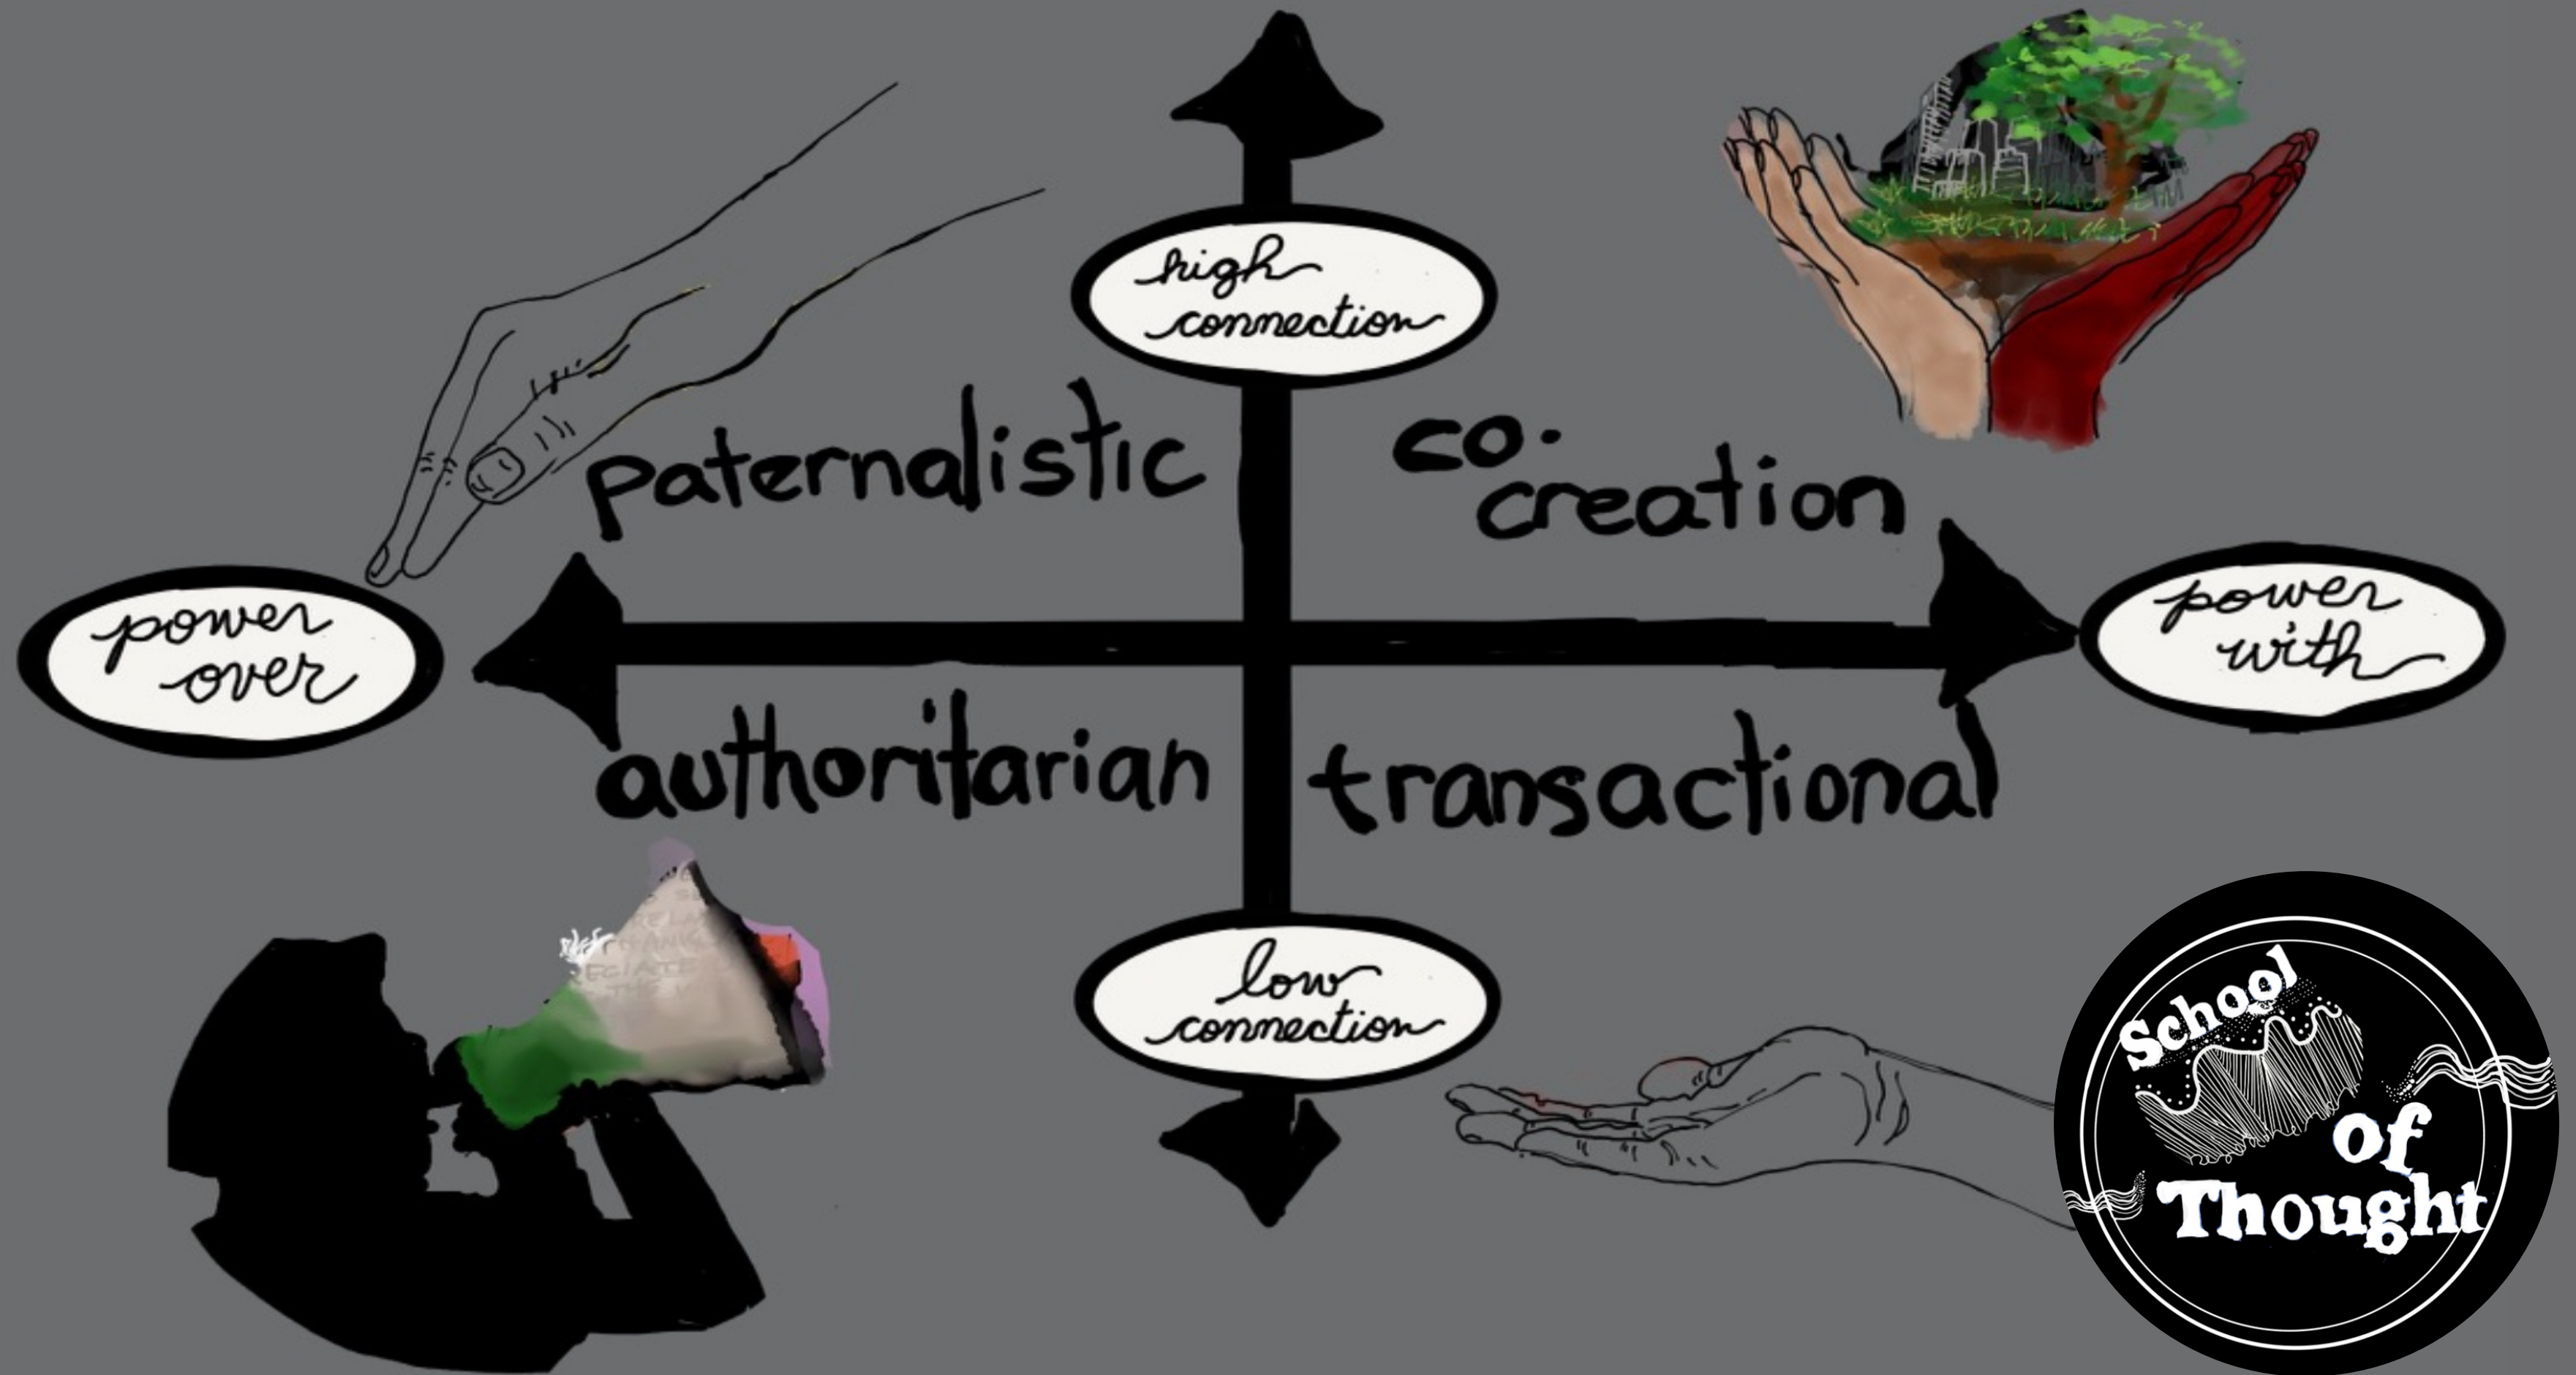 high
connection
paternalistic
co.
creation
power
over
power
with
authoritarian
transactional
low
connection
School
of
Thought